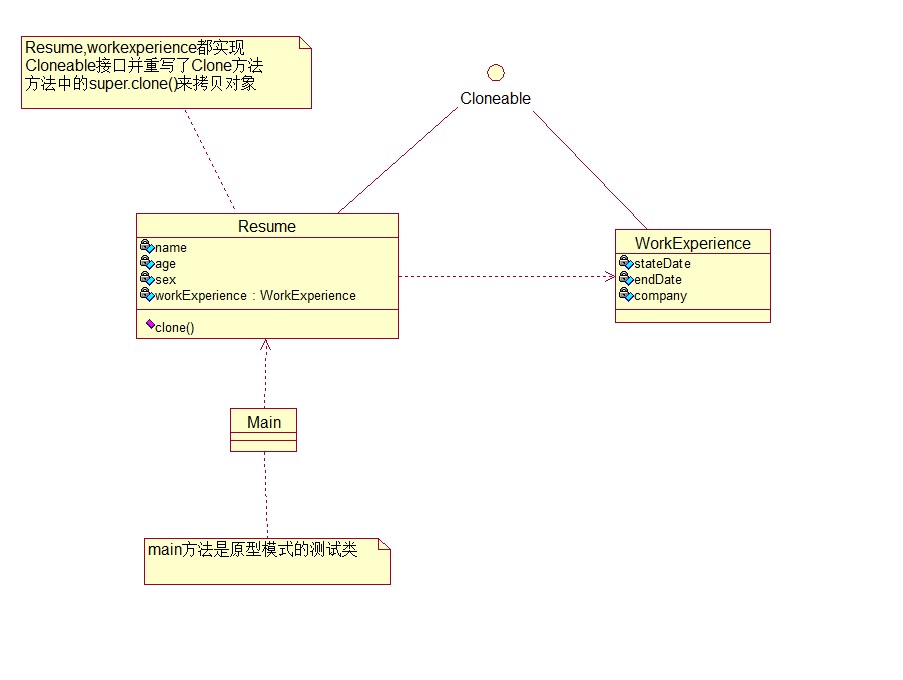 Resume,workexperience都实现
Cloneable接口并重写了Clone方法
方法中的super.clone()来拷贝对象
Cloneable
Resume
name
age
sex
workExperience : WorkExperience
clone()
WorkExperience
stateDate
endDate
company
Main
main方法是原型模式的测试类